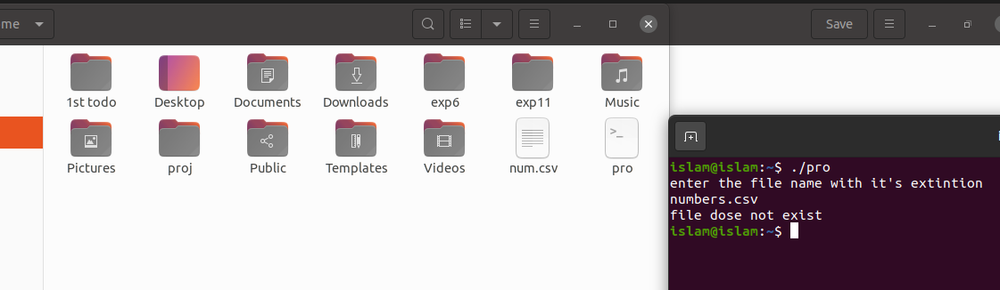 me
Save
1st todo Desktop Documents Downloads exp6 exp11 Music
Pictures proj Public Templates Videos num.csv pro
islam@islam:~$ ./pro
enter the file name with it's extintion
numbers.csv
file dose not exist
islam@islam:~$